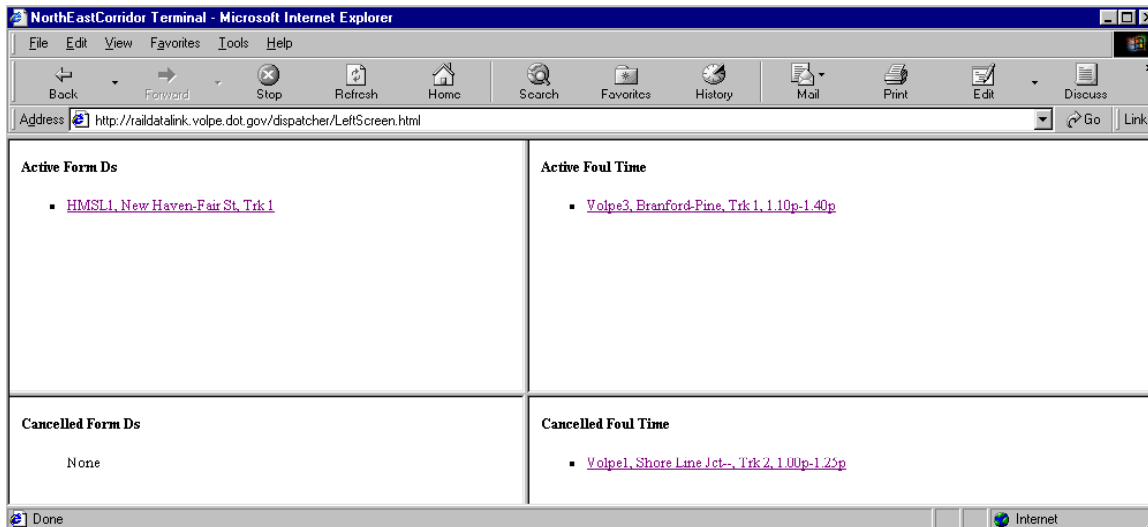 NorthEastCorridor Terminal - Microsoft Internet Explorer
File Edit View Favorites Tools Help
Back Forward Stop Refresh Home Search Favorites History Mail Print Edit Discuss
Address http://raildatalink.volpe.dot.gov/dispatcher/LeftScreen.html Go Link
Active Form Ds
HMSL1, New Haven-Fair St, Trk 1
Active Foul Time
Volpe3, Branford-Pine, Trk 1, 1.10p-1.40p
Cancelled Form Ds
None
Cancelled Foul Time
Volpe1, Shore Line Jct--, Trk 2, 1.00p-1.25p
Done Internet